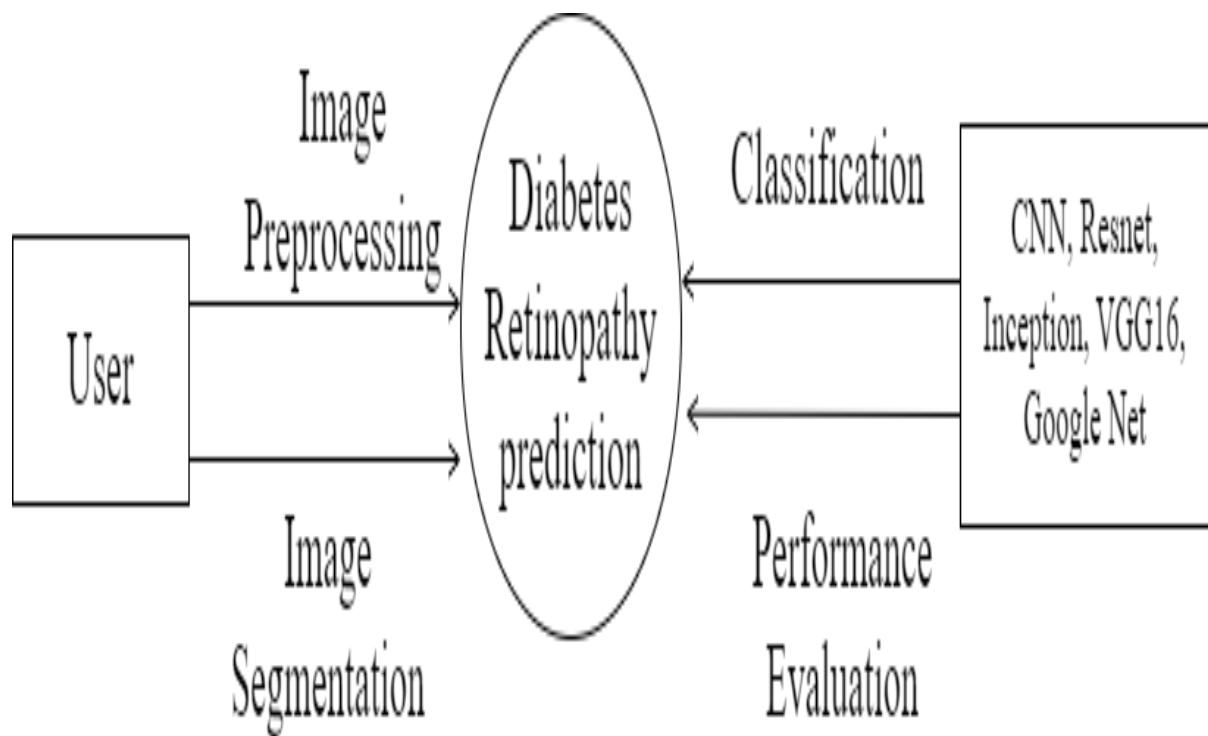 Image
Preprocessing
User
Image
Segmentation
Diabetes
Retinopathy
prediction
Classification
Performance
Evaluation
CNN, Resnet,
Inception, VGG16,
Google Net